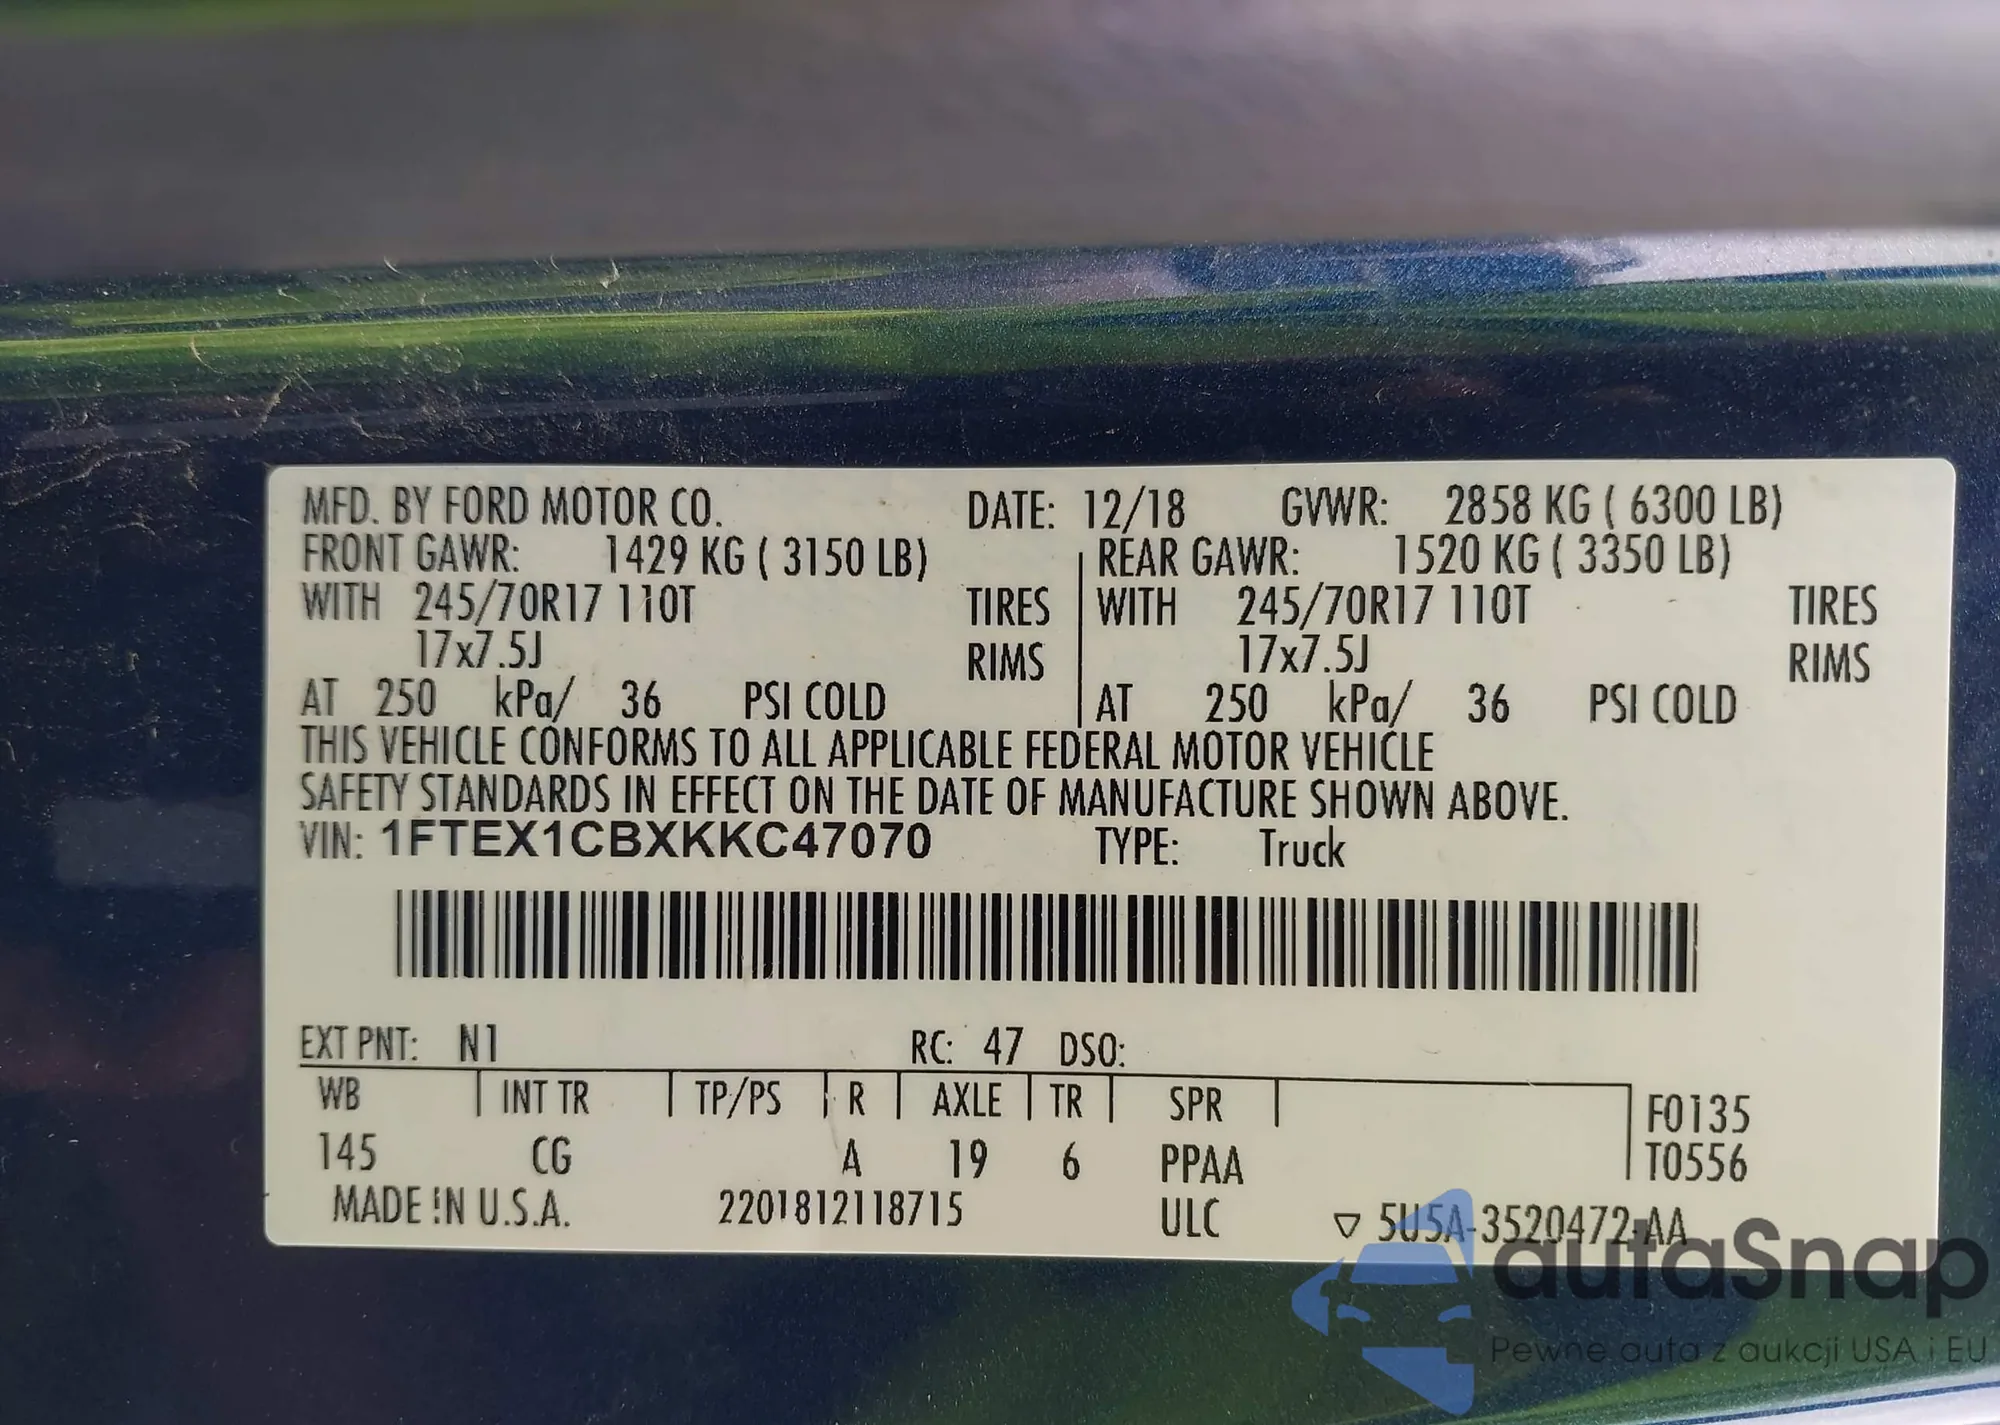 MFD. BY FORD MOTOR CO. DATE: 12/18 GVWR: 2858 KG ( 6300 LB)
FRONT GAWR: 1429 KG ( 3150 LB) REAR GAWR: 1520 KG ( 3350 LB)
WITH 245/70R17 110T TIRES WITH 245/70R17 110T TIRES
17x7.5J RIMS 17x7.5J RIMS
AT 250 kPa/ 36 PSI COLD AT 250 kPa/ 36 PSI COLD
THIS VEHICLE CONFORMS TO ALL APPLICABLE FEDERAL MOTOR VEHICLE
SAFETY STANDARDS IN EFFECT ON THE DATE OF MANUFACTURE SHOWN ABOVE.
VIN: 1FTEX1CBXKKC47070 TYPE: Truck
EXT PNT: N1 RC: 47 DSO:
WB INT TR TP/PS R AXLE TR SPR F0135
145 CG A 19 6 PPAA T0556
MADE IN U.S.A. 2201812118715 ULC ▽ 5U5A-3520472-AA
autaSnap
Pewne auta z aukcji USA i EU